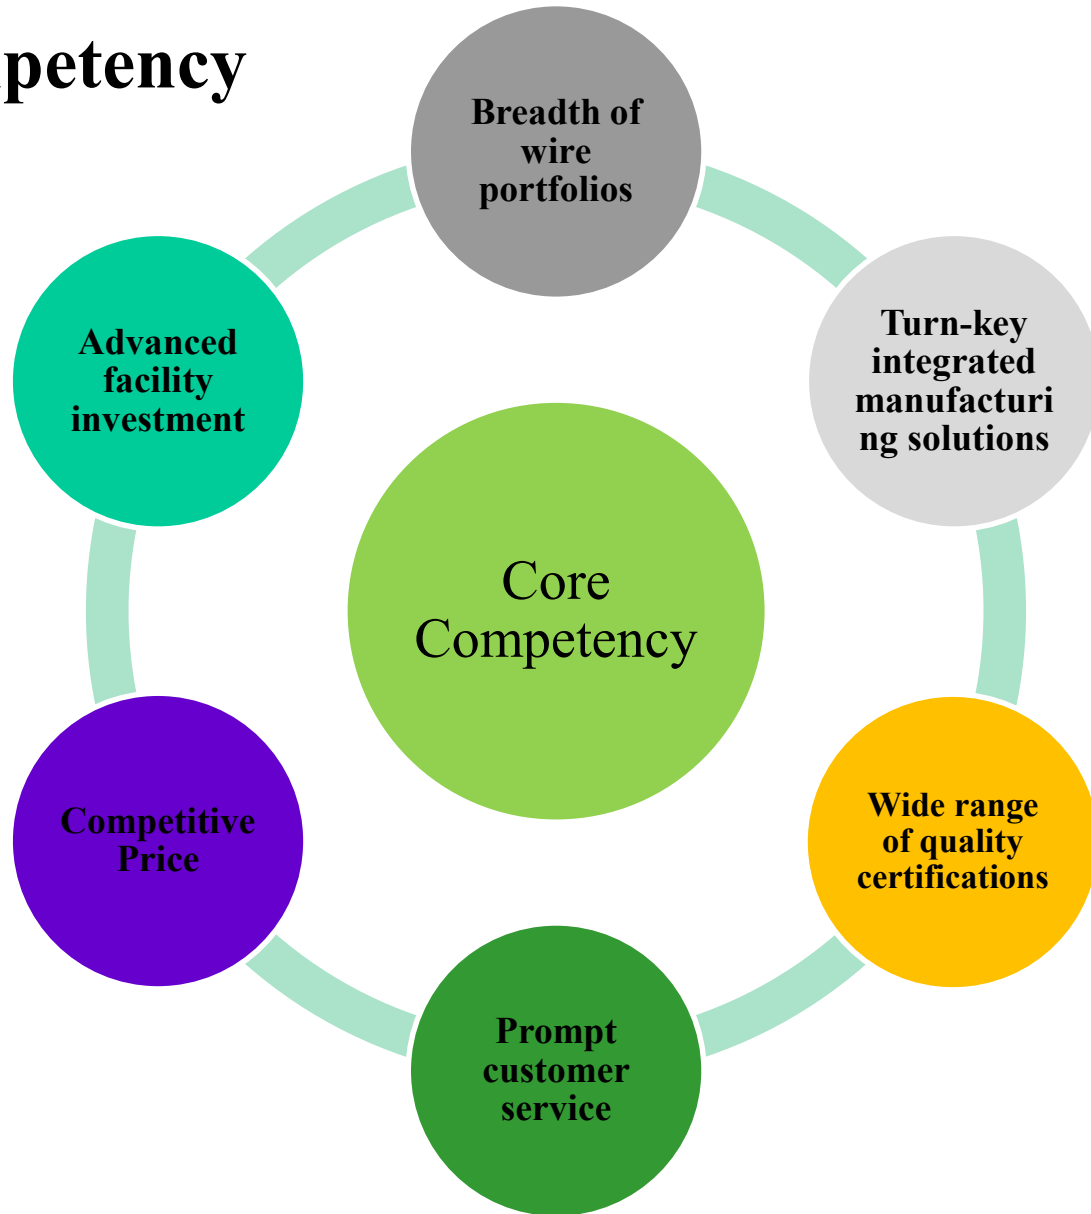 petency
Breadth of
wire
portfolios
Turn-key
integrated
manufacturi
ng solutions
Advanced
facility
investment
Core
Competency
Wide range
of quality
certifications
Competitive
Price
Prompt
customer
service